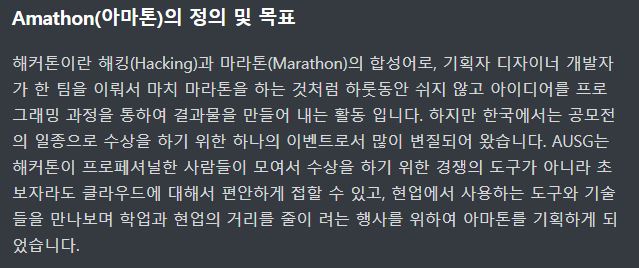 Amathon(아마톤)의 정의 및 목표
해커톤이란 해킹(Hacking)과 마라톤(Marathon)의 합성어로, 기획자 디자이너 개발자
가 한 팀을 이뤄서 마치 마라톤을 하는 것처럼 하룻동안 쉬지 않고 아이디어를 프로
그래밍 과정을 통하여 결과물을 만들어 내는 활동 입니다. 하지만 한국에서는 공모전
의 일종으로 수상을 하기 위한 하나의 이벤트로서 많이 변질되어 왔습니다. AUSG는
해커톤이 프로페셔널한 사람들이 모여서 수상을 하기 위한 경쟁의 도구가 아니라 초
보자라도 클라우드에 대해서 편안하게 접할 수 있고, 현업에서 사용하는 도구와 기술
들을 만나보며 학업과 현업의 거리를 줄이 려는 행사를 위하여 아마톤를 기획하게 되
었습니다.